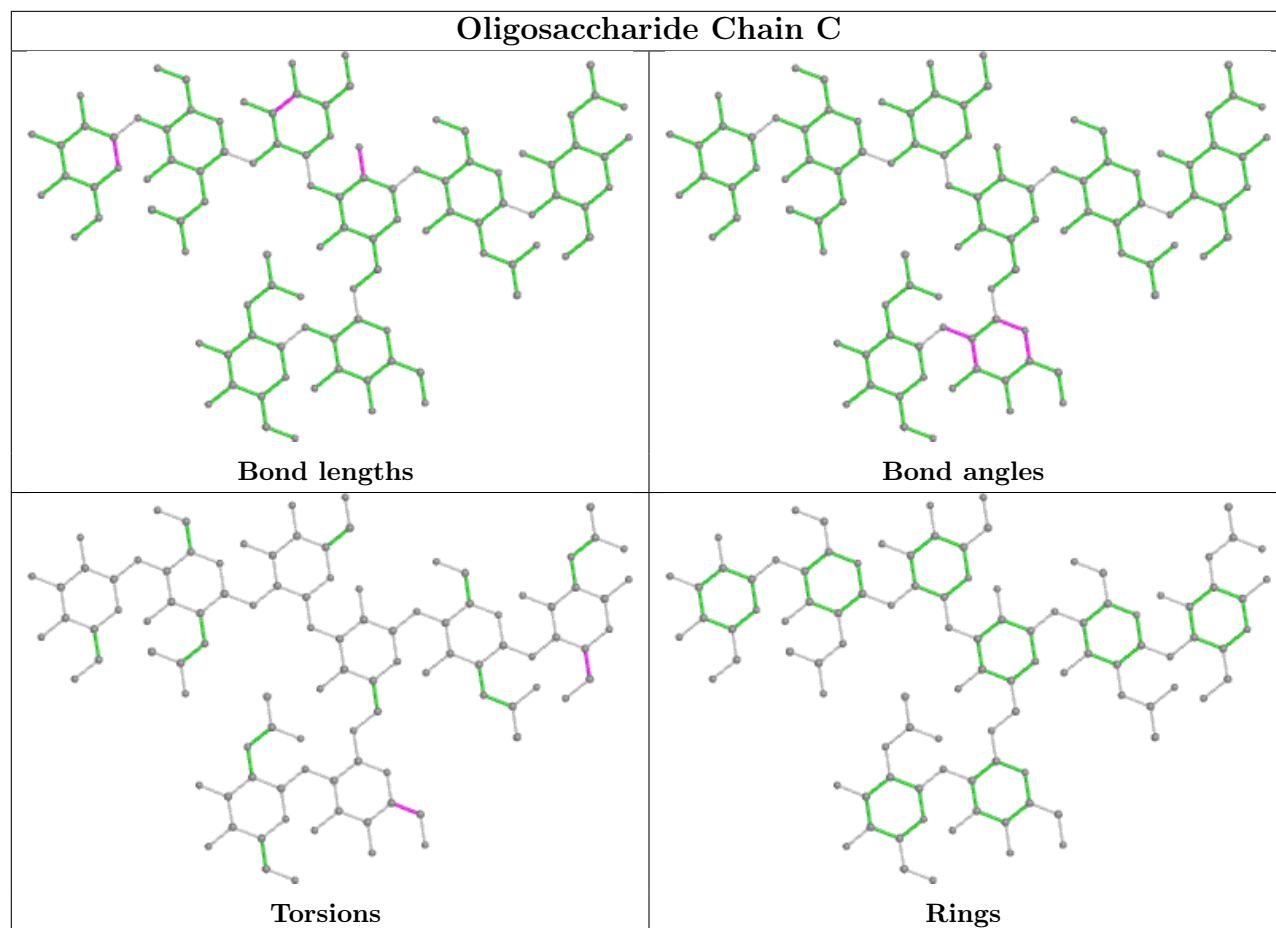 Oligosaccharide Chain C
Bond lengths
Bond angles
Torsions
Rings